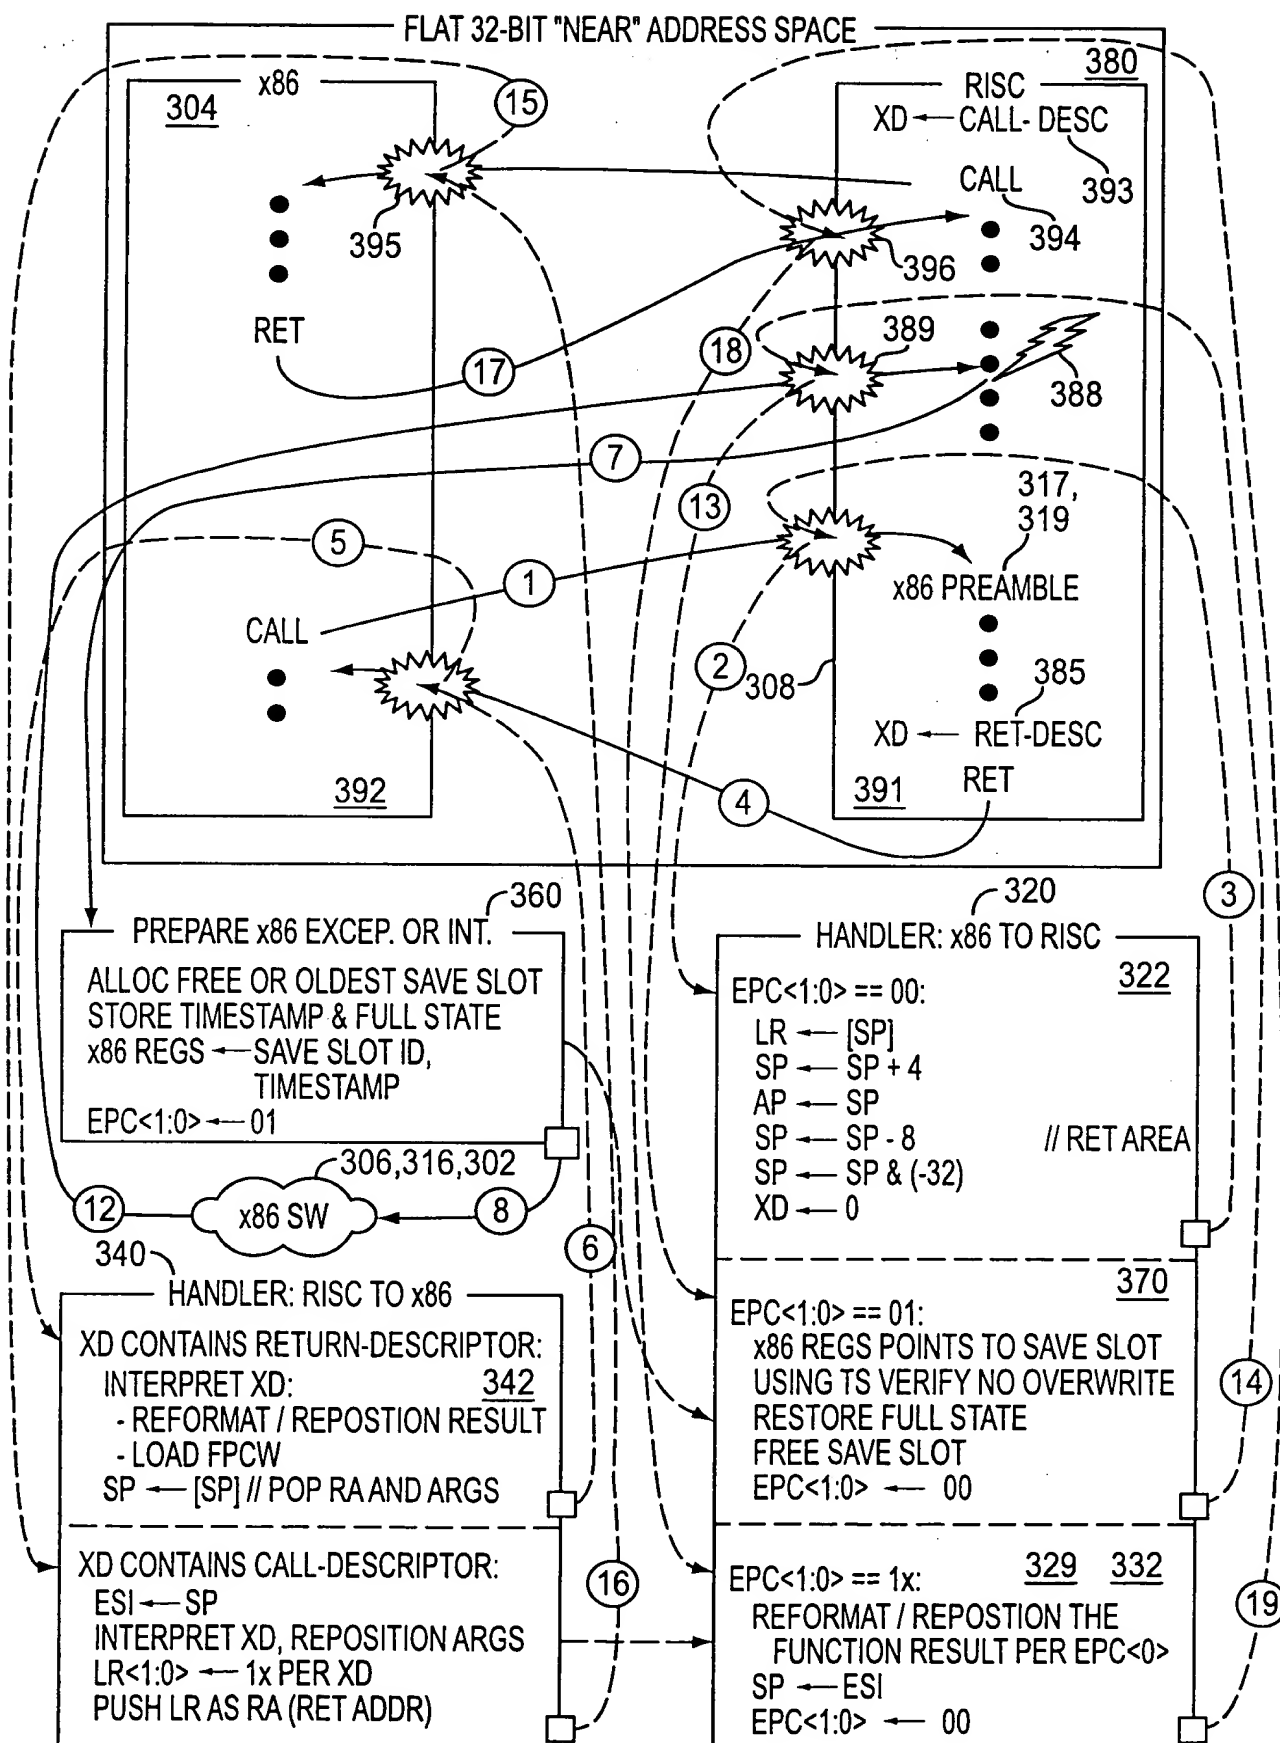 FLAT 32-BIT "NEAR" ADDRESS SPACE
x86
304
15
395
RET
17
380
RISC
XD ← CALL- DESC
393
CALL
394
396
18
389
388
7
13
5
1
CALL
317,
319
x86 PREAMBLE
2
308
385
XD ← RET-DESC
RET
392
391
4
3
360
PREPARE x86 EXCEP. OR INT.
ALLOC FREE OR OLDEST SAVE SLOT
STORE TIMESTAMP & FULL STATE
x86 REGS ← SAVE SLOT ID,
TIMESTAMP
EPC<1:0> ← 01
306,316,302
12
x86 SW
8
6
320
HANDLER: x86 TO RISC
322
EPC<1:0> == 00:
LR ← [SP]
SP ← SP + 4
AP ← SP
SP ← SP - 8 // RET AREA
SP ← SP & (-32)
XD ← 0
370
EPC<1:0> == 01:
x86 REGS POINTS TO SAVE SLOT
USING TS VERIFY NO OVERWRITE
RESTORE FULL STATE
FREE SAVE SLOT
EPC<1:0> ← 00
14
329 332
EPC<1:0> == 1x:
REFORMAT / REPOSTION THE
FUNCTION RESULT PER EPC<0>
SP ← ESI
EPC<1:0> ← 00
19
340
HANDLER: RISC TO x86
XD CONTAINS RETURN-DESCRIPTOR:
INTERPRET XD: 342
- REFORMAT / REPOSTION RESULT
- LOAD FPCW
SP ← [SP] // POP RA AND ARGS
XD CONTAINS CALL-DESCRIPTOR:
ESI ← SP
INTERPRET XD, REPOSITION ARGS
LR<1:0> ← 1x PER XD
PUSH LR AS RA (RET ADDR)
16